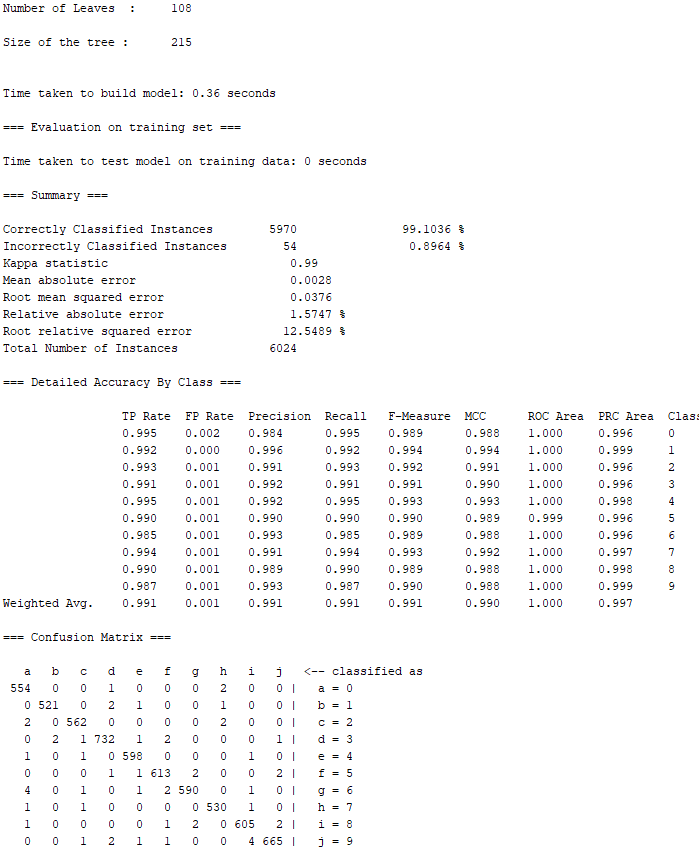 Number of Leaves  :     108
Size of the tree :      215
Time taken to build model: 0.36 seconds
=== Evaluation on training set ===
Time taken to test model on training data: 0 seconds
=== Summary ===
Correctly Classified Instances        5970               99.1036 %
Incorrectly Classified Instances        54                0.8964 %
Kappa statistic                          0.99
Mean absolute error                      0.0028
Root mean squared error                  0.0376
Relative absolute error                  1.5747 %
Root relative squared error             12.5489 %
Total Number of Instances             6024
=== Detailed Accuracy By Class ===
                 TP Rate  FP Rate  Precision  Recall   F-Measure  MCC      ROC Area  PRC Area  Class
                 0.995    0.002    0.984      0.995    0.989      0.988    1.000     0.996     0
                 0.992    0.000    0.996      0.992    0.994      0.994    1.000     0.999     1
                 0.993    0.001    0.991      0.993    0.992      0.991    1.000     0.996     2
                 0.991    0.001    0.992      0.991    0.991      0.990    1.000     0.996     3
                 0.995    0.001    0.992      0.995    0.993      0.993    1.000     0.998     4
                 0.990    0.001    0.990      0.990    0.990      0.989    0.999     0.996     5
                 0.985    0.001    0.993      0.985    0.989      0.988    1.000     0.996     6
                 0.994    0.001    0.991      0.994    0.993      0.992    1.000     0.997     7
                 0.990    0.001    0.989      0.990    0.989      0.988    1.000     0.998     8
                 0.987    0.001    0.993      0.987    0.990      0.988    1.000     0.999     9
Weighted Avg.    0.991    0.001    0.991      0.991    0.991      0.990    1.000     0.997
=== Confusion Matrix ===
   a   b   c   d   e   f   g   h   i   j   <-- classified as
 554   0   0   1   0   0   0   2   0   0 |   a = 0
   0 521   0   2   1   0   0   1   0   0 |   b = 1
   2   0 562   0   0   0   0   2   0   0 |   c = 2
   0   2   1 732   1   2   0   0   0   1 |   d = 3
   1   0   1   0 598   0   0   0   1   0 |   e = 4
   0   0   0   1   1 613   2   0   0   2 |   f = 5
   4   0   1   0   1   2 590   0   1   0 |   g = 6
   1   0   1   0   0   0   0 530   1   0 |   h = 7
   1   0   0   0   0   1   2   0 605   2 |   i = 8
   0   0   1   2   1   1   0   0   4 665 |   j = 9